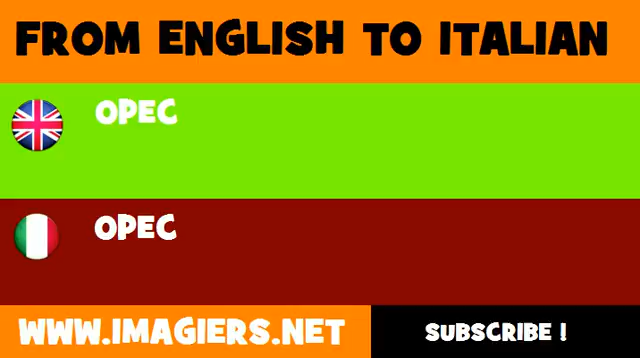 FROM ENGLISH TO ITALIAN
OPEC
OPEC
WWW.IMAGIERS.NET
SUBSCRIBE !